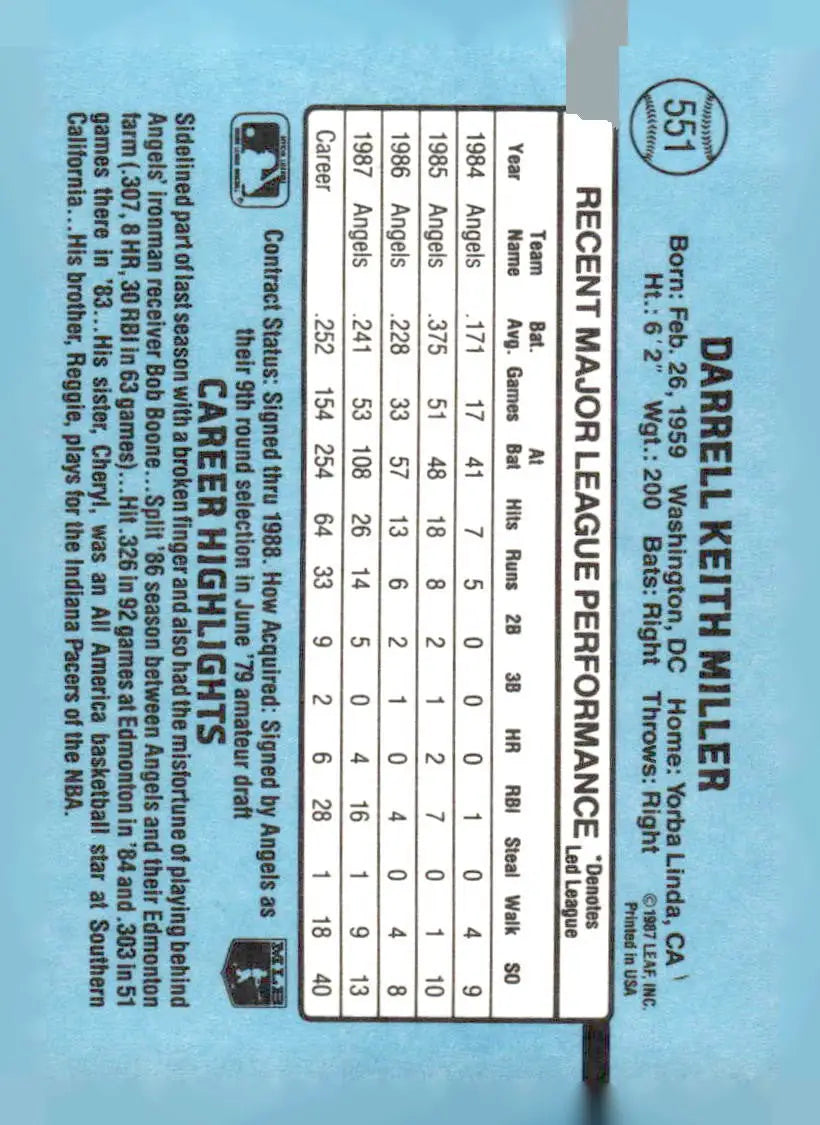 551
DARRELL KEITH MILLER
Born: Feb. 26, 1959 Washington, DC Home: Yorba Linda, CA
Ht.: 6'2" Wgt.: 200 Bats: Right Throws: Right
©1987 LEAF, INC.
Printed in USA
RECENT MAJOR LEAGUE PERFORMANCE *Denotes Led League
Year Team Name Bat. Avg. Games At Bat Hits Runs 2B 3B HR RBI Steal Walk SO
1984 Angels .171 17 41 7 5 0 0 0 1 0 4 9
1985 Angels .375 51 48 18 8 2 1 2 7 0 1 10
1986 Angels .228 33 57 13 6 2 1 0 4 0 4 8
1987 Angels .241 53 108 26 14 5 0 4 16 1 9 13
Career .252 154 254 64 33 9 2 6 28 1 18 40
Contract Status: Signed thru 1988. How Acquired: Signed by Angels as
their 9th round selection in June '79 amateur draft
MLB
CAREER HIGHLIGHTS
Sidelined part of last season with a broken finger and also had the misfortune of playing behind
Angels' ironman receiver Bob Boone...Split '86 season between Angels and their Edmonton
farm (.307, 8 HR, 30 RBI in 63 games)...Hit .326 in 92 games at Edmonton in '84 and .303 in 51
games there in '83...His sister, Cheryl, was an All America basketball star at Southern
California...His brother, Reggie, plays for the Indiana Pacers of the NBA.